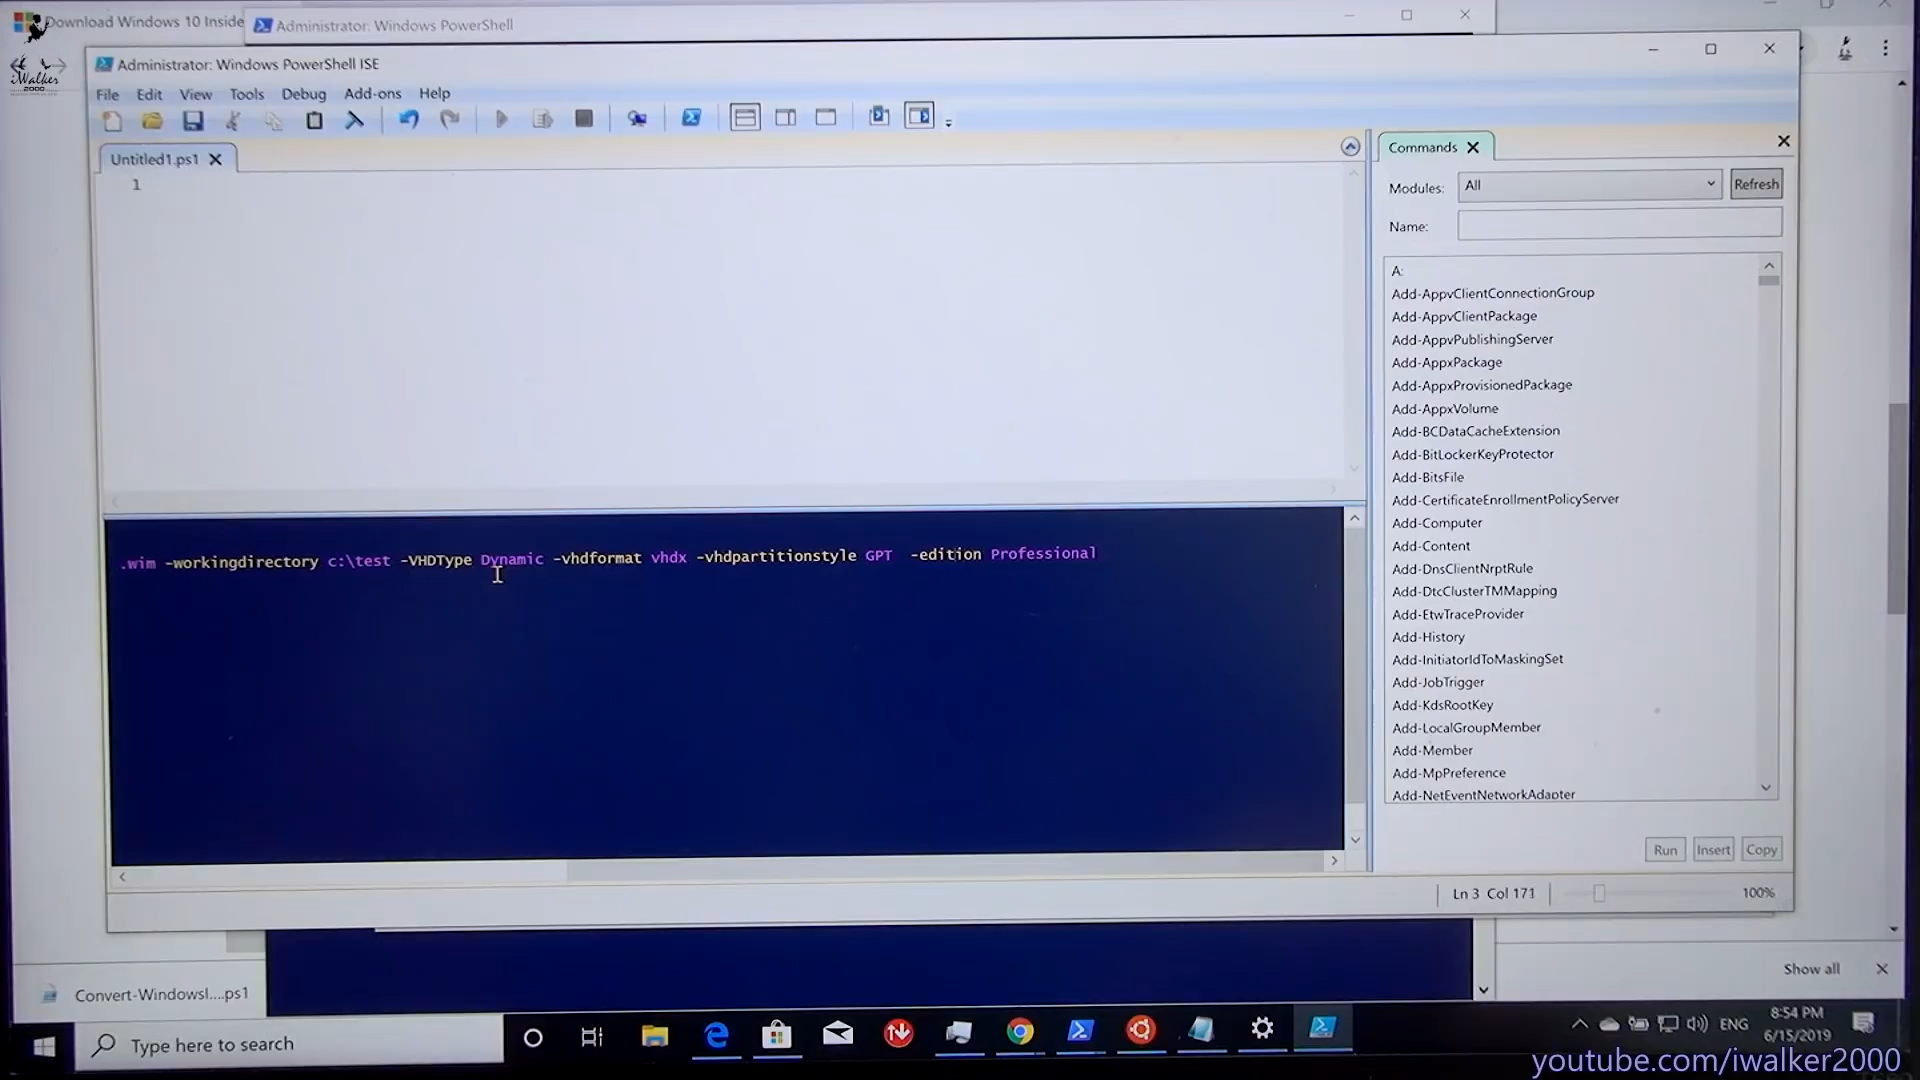 Download Windows 10 Inside
Administrator: Windows PowerShell
iWalker
2000
Administrator: Windows PowerShell ISE
File Edit View Tools Debug Add-ons Help
Untitled1.ps1
1
Commands
Modules: All Refresh
Name:
A:
Add-AppvClientConnectionGroup
Add-AppvClientPackage
Add-AppvPublishingServer
Add-AppxPackage
Add-AppxProvisionedPackage
Add-AppxVolume
Add-BCDataCacheExtension
Add-BitLockerKeyProtector
Add-BitsFile
Add-CertificateEnrollmentPolicyServer
Add-Computer
Add-Content
Add-DnsClientNrptRule
Add-DtcClusterTMMapping
Add-EtwTraceProvider
Add-History
Add-InitiatorIdToMaskingSet
Add-JobTrigger
Add-KdsRootKey
Add-LocalGroupMember
Add-Member
Add-MpPreference
Add-NetEventNetworkAdapter
.wim -workingdirectory c:\test -VHDType Dynamic -vhdformat vhdx -vhdpartitionstyle GPT  -edition Professional
Run Insert Copy
Ln 3 Col 171 100%
Convert-WindowsI....ps1
Show all
Type here to search
ENG
8:54 PM
6/15/2019
youtube.com/iwalker2000